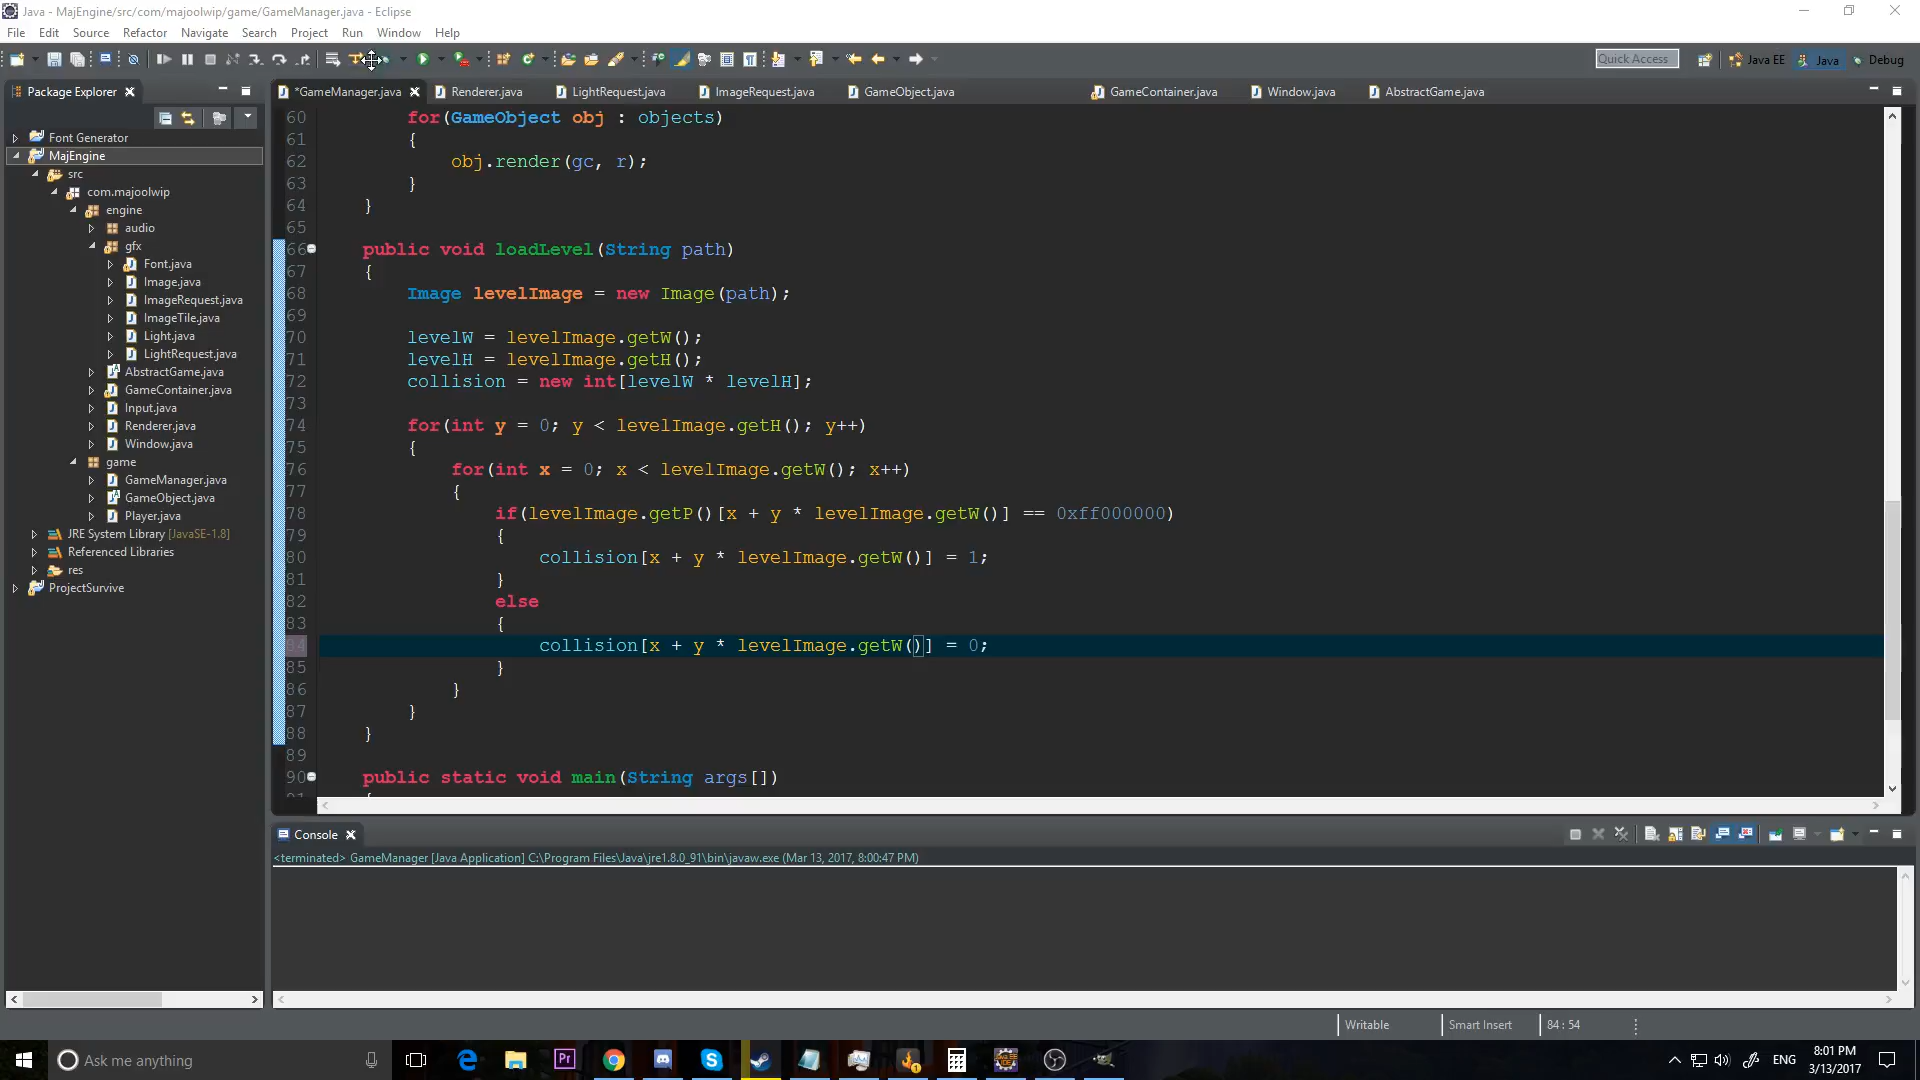 Java - MajEngine/src/com/majoolwip/game/GameManager.java - Eclipse
File Edit Source Refactor Navigate Search Project Run Window Help
Quick Access Java EE Java Debug
Package Explorer
*GameManager.java Renderer.java LightRequest.java ImageRequest.java GameObject.java GameContainer.java Window.java AbstractGame.java
Font Generator
MajEngine
src
com.majoolwip
engine
audio
gfx
Font.java
Image.java
ImageRequest.java
ImageTile.java
Light.java
LightRequest.java
AbstractGame.java
GameContainer.java
Input.java
Renderer.java
Window.java
game
GameManager.java
GameObject.java
Player.java
JRE System Library [JavaSE-1.8]
Referenced Libraries
res
ProjectSurvive
60 for(GameObject obj : objects)
61 {
62 obj.render(gc, r);
63 }
64 }
65
66 public void loadLevel(String path)
67 {
68 Image levelImage = new Image(path);
69
70 levelW = levelImage.getW();
71 levelH = levelImage.getH();
72 collision = new int[levelW * levelH];
73
74 for(int y = 0; y < levelImage.getH(); y++)
75 {
76 for(int x = 0; x < levelImage.getW(); x++)
77 {
78 if(levelImage.getP()[x + y * levelImage.getW()] == 0xff000000)
79 {
80 collision[x + y * levelImage.getW()] = 1;
81 }
82 else
83 {
84 collision[x + y * levelImage.getW()] = 0;
85 }
86 }
87 }
88 }
89
90 public static void main(String args[])
91 {
Console
<terminated> GameManager [Java Application] C:\Program Files\Java\jre1.8.0_91\bin\javaw.exe (Mar 13, 2017, 8:00:47 PM)
Writable Smart Insert 84 : 54
Ask me anything
ENG
8:01 PM
3/13/2017